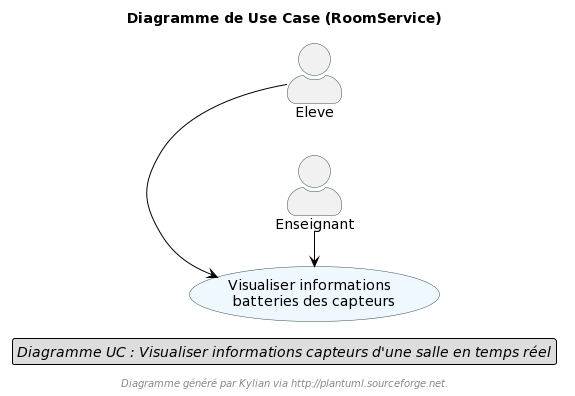 Diagramme de Use Case (RoomService)
Eleve
Enseignant
Visualiser informations
batteries des capteurs
Diagramme UC : Visualiser informations capteurs d'une salle en temps réel
Diagramme généré par Kylian via http://plantuml.sourceforge.net.